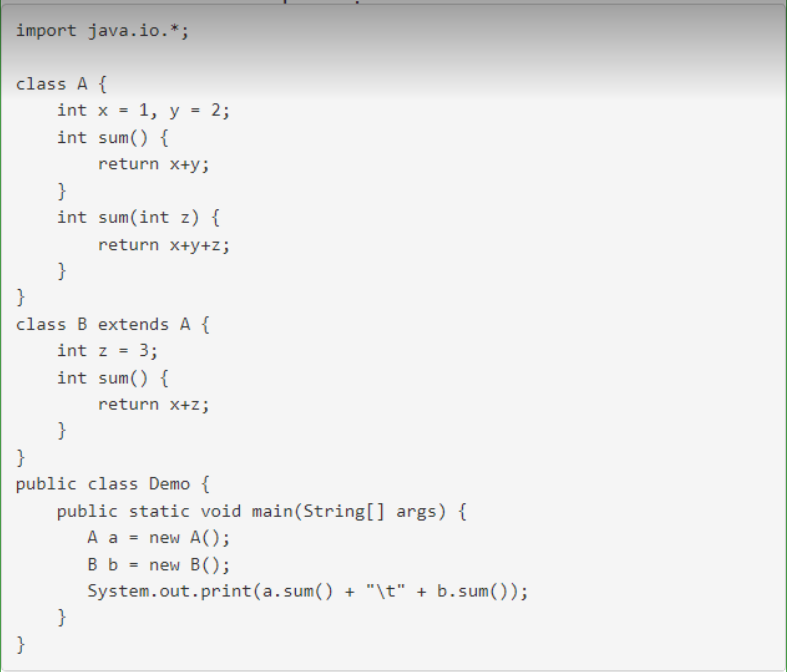 import java.io.*;
class A {
    int x = 1, y = 2;
    int sum() {
        return x+y;
    }
    int sum(int z) {
        return x+y+z;
    }
}
class B extends A {
    int z = 3;
    int sum() {
        return x+z;
    }
}
public class Demo {
    public static void main(String[] args) {
       A a = new A();
       B b = new B();
       System.out.print(a.sum() + "\t" + b.sum());
    }
}